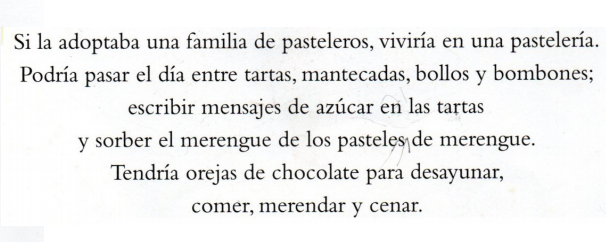 Si la adoptaba una familia de pasteleros, viviría en una pastelería.
Podría pasar el día entre tartas, mantecadas, bollos y bombones;
escribir mensajes de azúcar en las tartas
y sorber el merengue de los pasteles de merengue.
Tendría orejas de chocolate para desayunar,
comer, merendar y cenar.